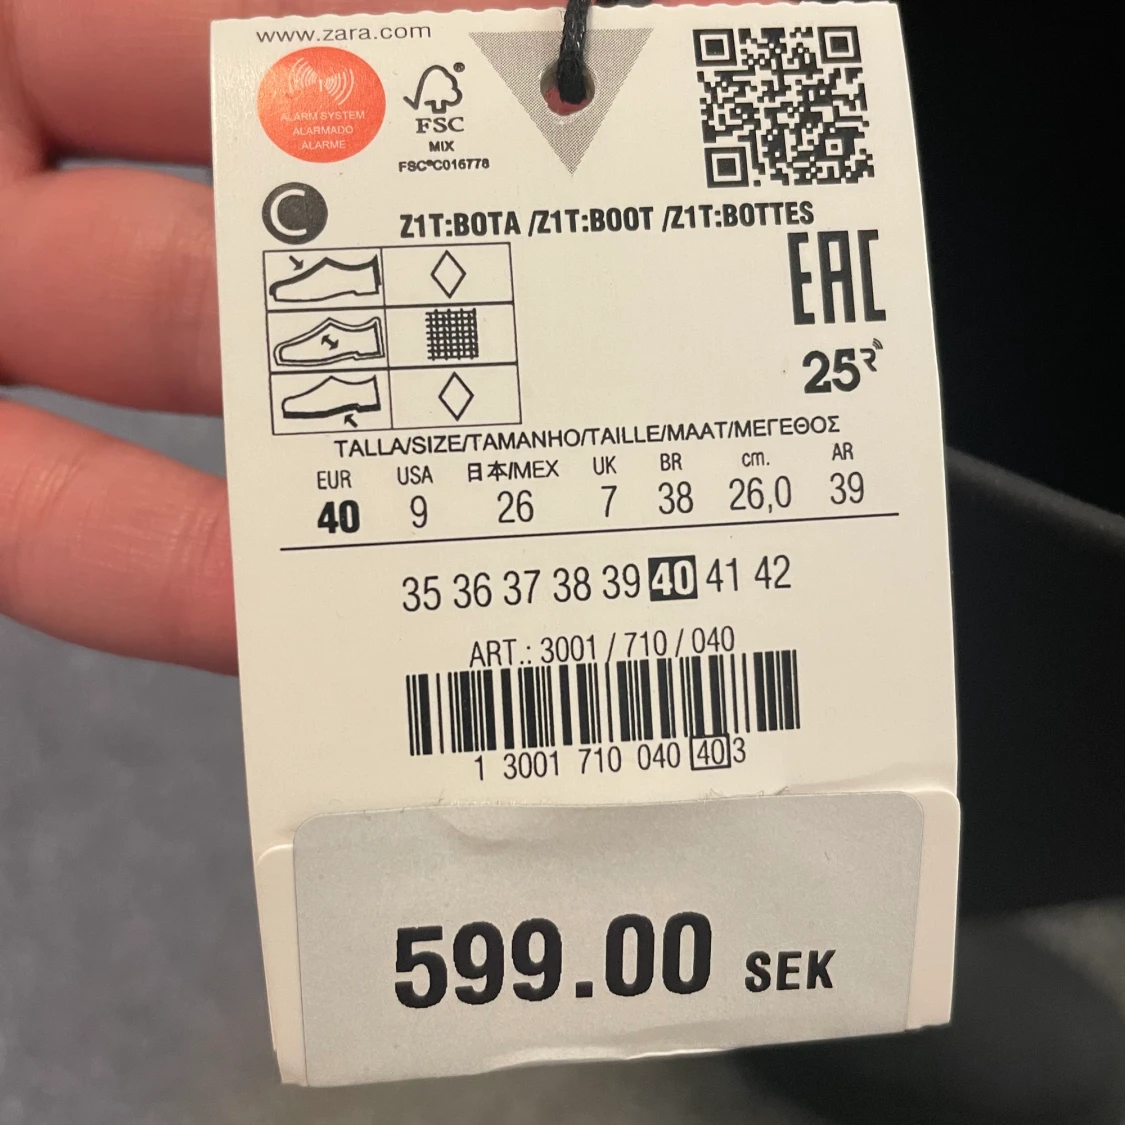 www.zara.com
ALARM SYSTEM
ALARMADO
ALARME
FSC®
MIX
FSC®C016778
C
Z1T:BOTA /Z1T:BOOT /Z1T:BOTTES
EAC
25
TALLA/SIZE/TAMANHO/TAILLE/MAAT/ΜΕΓΕΘΟΣ
EUR USA 日本/MEX UK BR cm. AR
40 9 26 7 38 26,0 39
35 36 37 38 39 40 41 42
ART.: 3001 / 710 / 040
1 3001 710 040 40 3
599.00 SEK